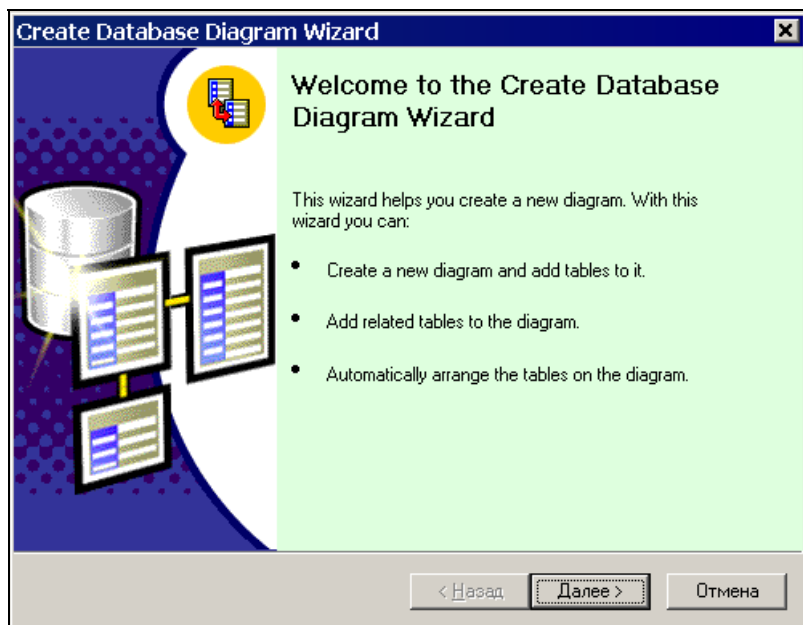 Create Database Diagram Wizard
Welcome to the Create Database
Diagram Wizard
This wizard helps you create a new diagram. With this
wizard you can:
• Create a new diagram and add tables to it.
• Add related tables to the diagram.
• Automatically arrange the tables on the diagram.
< Назад Далее > Отмена